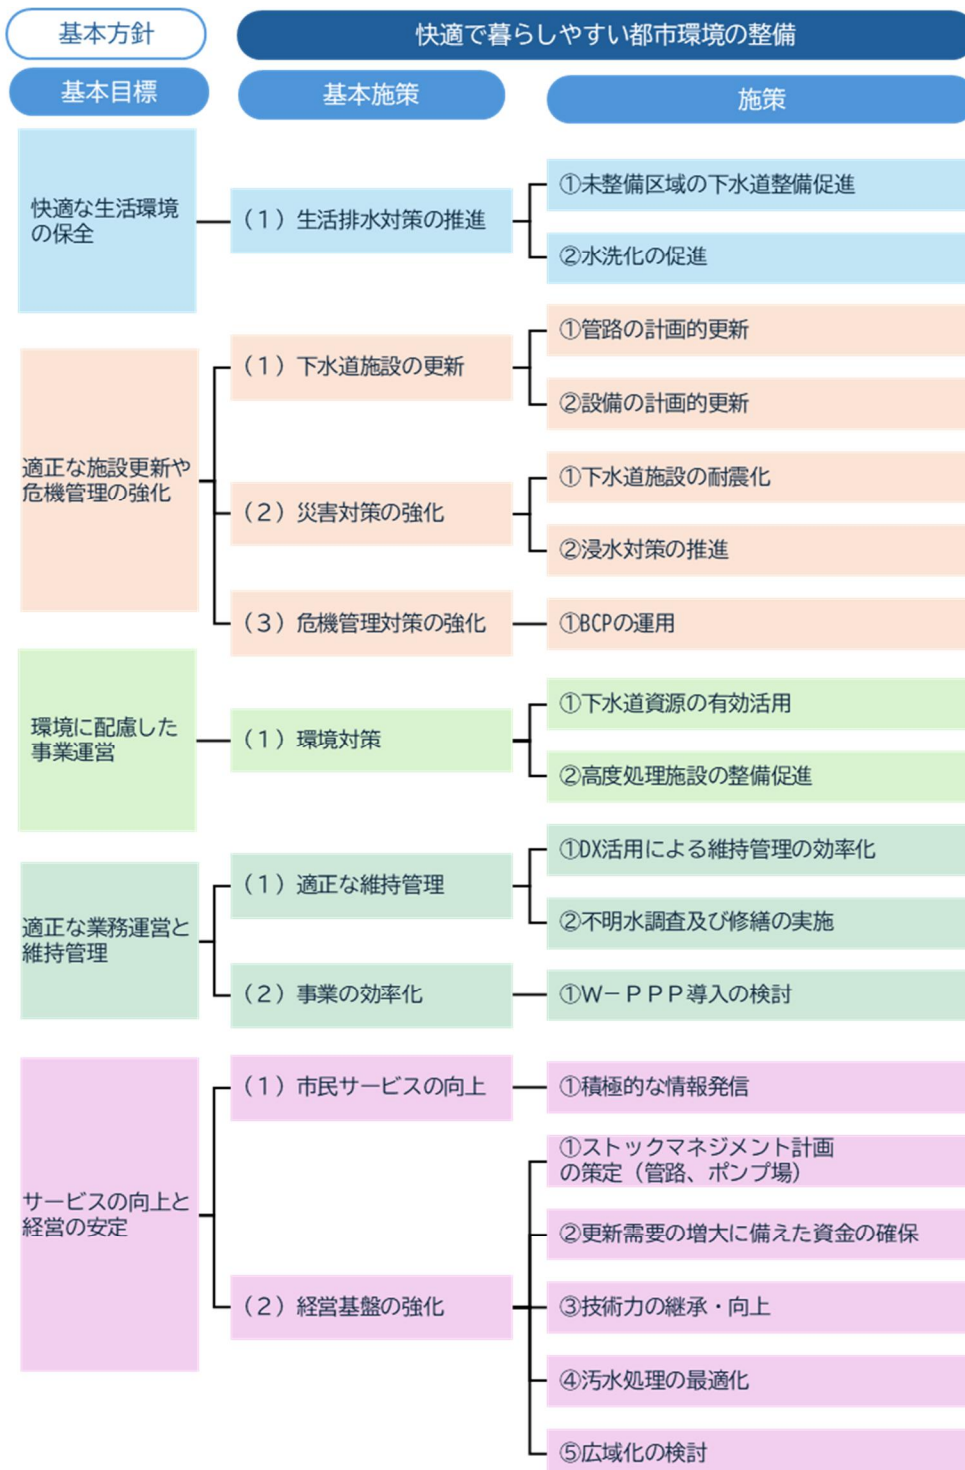 基本方針
快適で暮らしやすい都市環境の整備
基本目標
基本施策
施策
快適な生活環境
の保全
（１）生活排水対策の推進
①未整備区域の下水道整備促進
②水洗化の促進
適正な施設更新や
危機管理の強化
（１）下水道施設の更新
①管路の計画的更新
②設備の計画的更新
（２）災害対策の強化
①下水道施設の耐震化
②浸水対策の推進
（３）危機管理対策の強化
①BCPの運用
環境に配慮した
事業運営
（１）環境対策
①下水道資源の有効活用
②高度処理施設の整備促進
適正な業務運営と
維持管理
（１）適正な維持管理
①DX活用による維持管理の効率化
②不明水調査及び修繕の実施
（２）事業の効率化
①Ｗ－ＰＰＰ導入の検討
サービスの向上と
経営の安定
（１）市民サービスの向上
①積極的な情報発信
（２）経営基盤の強化
①ストックマネジメント計画
の策定（管路、ポンプ場）
②更新需要の増大に備えた資金の確保
③技術力の継承・向上
④汚水処理の最適化
⑤広域化の検討